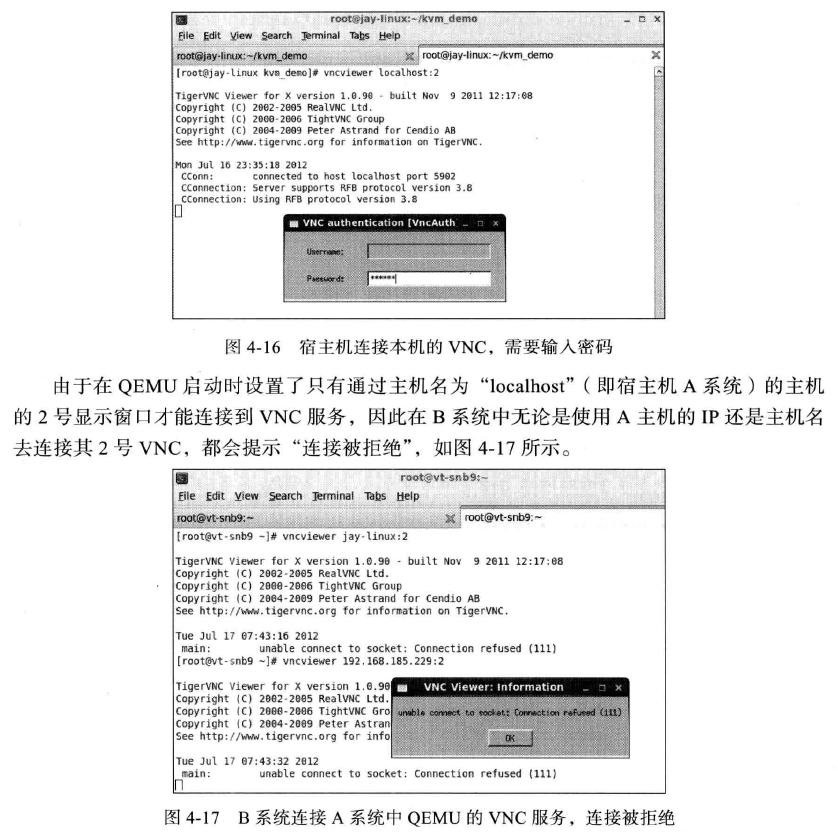 root@jay-linux:~/kvm_demo
File Edit View Search Terminal Tabs Help
root@jay-linux:~/kvm_demo root@jay-linux:~/kvm_demo
[root@jay-linux kvm_demo]# vncviewer localhost:2
TigerVNC Viewer for X version 1.0.90 - built Nov  9 2011 12:17:08
Copyright (C) 2002-2005 RealVNC Ltd.
Copyright (C) 2000-2006 TightVNC Group
Copyright (C) 2004-2009 Peter Astrand for Cendio AB
See http://www.tigervnc.org for information on TigerVNC.
Mon Jul 16 23:35:18 2012
CConn: connected to host localhost port 5902
CConnection: Server supports RFB protocol version 3.8
CConnection: Using RFB protocol version 3.8
VNC authentication [VncAuth
Username:
Password: ******
图 4-16 宿主机连接本机的 VNC，需要输入密码
由于在 QEMU 启动时设置了只有通过主机名为“localhost”（即宿主机 A 系统）的主机
的 2 号显示窗口才能连接到 VNC 服务，因此在 B 系统中无论是使用 A 主机的 IP 还是主机名
去连接其 2 号 VNC，都会提示“连接被拒绝”，如图 4-17 所示。
root@vt-snb9:~
File Edit View Search Terminal Tabs Help
root@vt-snb9:~ root@vt-snb9:~
[root@vt-snb9 ~]# vncviewer jay-linux:2
TigerVNC Viewer for X version 1.0.90 - built Nov  9 2011 12:17:08
Copyright (C) 2002-2005 RealVNC Ltd.
Copyright (C) 2000-2006 TightVNC Group
Copyright (C) 2004-2009 Peter Astrand for Cendio AB
See http://www.tigervnc.org for information on TigerVNC.
Tue Jul 17 07:43:16 2012
main: unable connect to socket: Connection refused (111)
[root@vt-snb9 ~]# vncviewer 192.168.185.229:2
TigerVNC Viewer for X version 1.0.90
Copyright (C) 2002-2005 RealVNC Ltd.
Copyright (C) 2000-2006 TightVNC Gro
Copyright (C) 2004-2009 Peter Astran
See http://www.tigervnc.org for info
VNC Viewer: Information
unable connect to socket: Connection refused (111)
OK
Tue Jul 17 07:43:32 2012
main: unable connect to socket: Connection refused (111)
图 4-17 B 系统连接 A 系统中 QEMU 的 VNC 服务，连接被拒绝